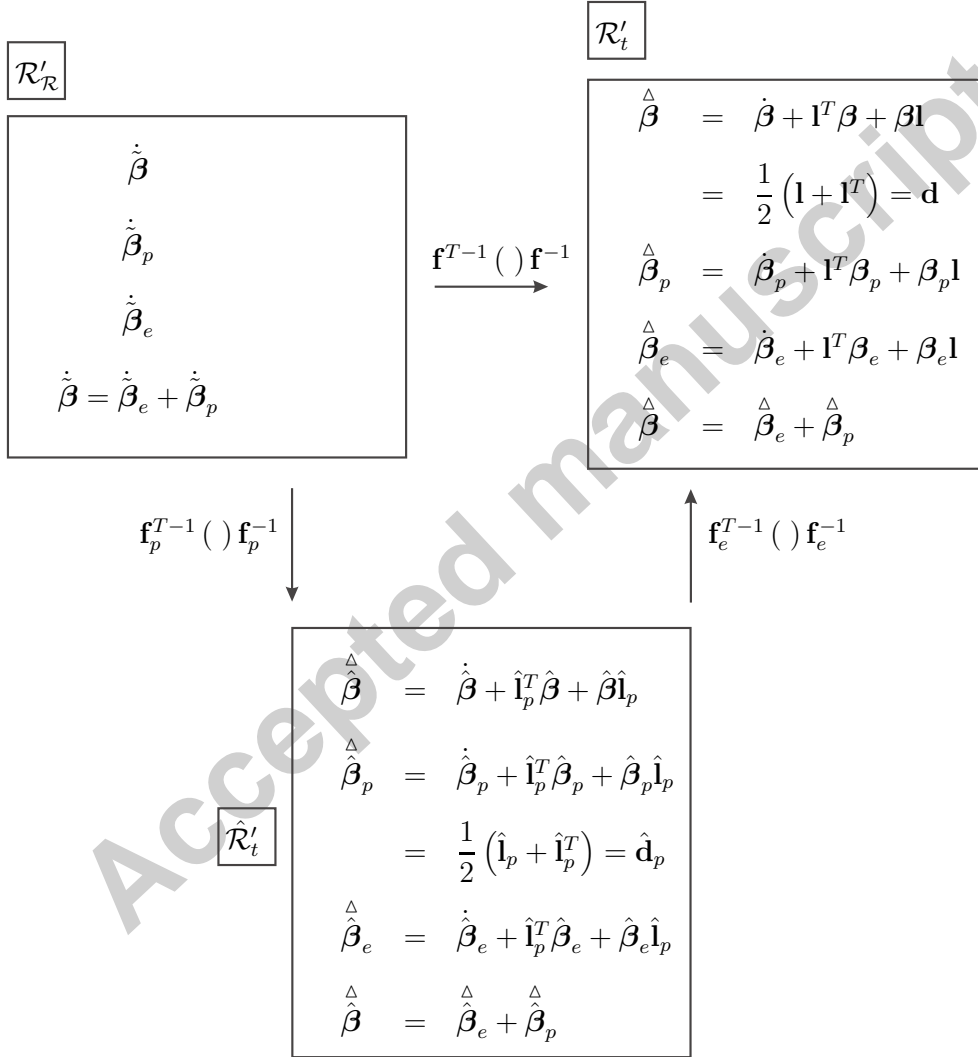 𝓡′_𝓡
β̃̇
β̃̇_p
β̃̇_e
β̃̇ = β̃̇_e + β̃̇_p
f^{T−1} ( ) f^{−1}
𝓡′_t
β^△ = β̇ + l^T β + βl
= 1/2 (l + l^T) = d
β^△_p = β̇_p + l^T β_p + β_p l
β^△_e = β̇_e + l^T β_e + β_e l
β^△ = β^△_e + β^△_p
f_p^{T−1} ( ) f_p^{−1}
f_e^{T−1} ( ) f_e^{−1}
β̂^△ = β̂̇ + l̂_p^T β̂ + β̂ l̂_p
β̂^△_p = β̂̇_p + l̂_p^T β̂_p + β̂_p l̂_p
𝓡̂′_t
= 1/2 (l̂_p + l̂_p^T) = d̂_p
β̂^△_e = β̂̇_e + l̂_p^T β̂_e + β̂_e l̂_p
β̂^△ = β̂^△_e + β̂^△_p
Accepted manuscript